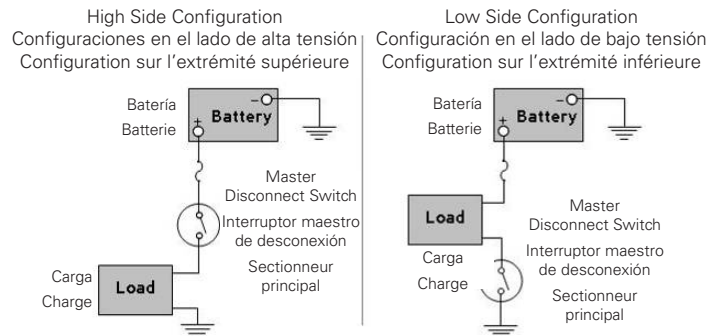 High Side Configuration
Configuraciones en el lado de alta tensión
Configuration sur l'extrémité supérieure
Batería
Batterie
−
+
Battery
Master
Disconnect Switch
Interruptor maestro
de desconexión
Sectionneur
principal
Carga
Charge
Load
Low Side Configuration
Configuración en el lado de bajo tensión
Configuration sur l'extrémité inférieure
Batería
Batterie
−
+
Battery
Load
Carga
Charge
Master
Disconnect Switch
Interruptor maestro
de desconexión
Sectionneur
principal